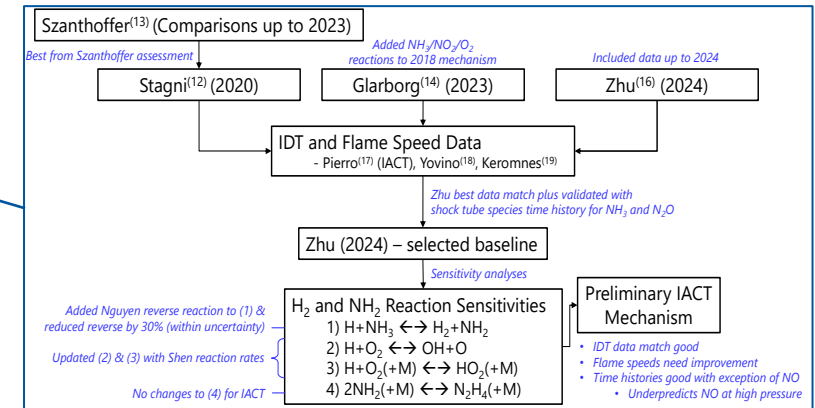 Szanthoffer(13) (Comparisons up to 2023)
Best from Szanthoffer assessment
Added NH3/NO2/O2
reactions to 2018 mechanism
Included data up to 2024
Stagni(12) (2020)
Glarborg(14) (2023)
Zhu(16) (2024)
IDT and Flame Speed Data
- Pierro(17) (IACT), Yovino(18), Keromnes(19)
Zhu best data match plus validated with
shock tube species time history for NH3 and N2O
Zhu (2024) – selected baseline
Sensitivity analyses
Added Nguyen reverse reaction to (1) &
reduced reverse by 30% (within uncertainty)
Updated (2) & (3) with Shen reaction rates
No changes to (4) for IACT
H2 and NH2 Reaction Sensitivities
1) H+NH3 ←→ H2+NH2
2) H+O2 ←→ OH+O
3) H+O2(+M) ←→ HO2(+M)
4) 2NH2(+M) ←→ N2H4(+M)
Preliminary IACT
Mechanism
• IDT data match good
• Flame speeds need improvement
• Time histories good with exception of NO
• Underpredicts NO at high pressure